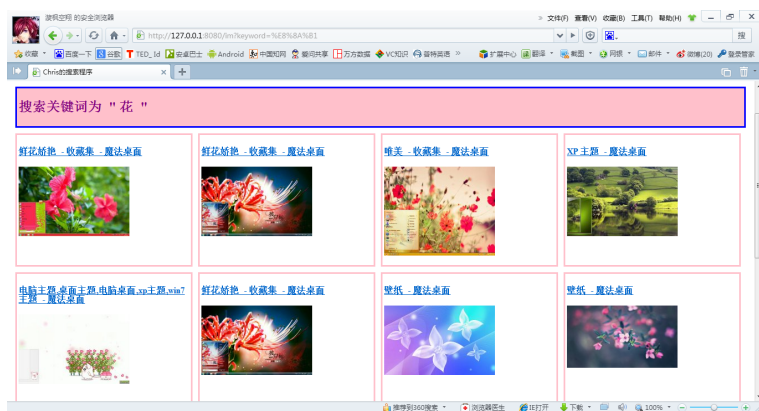 旋枫空翔 的安全浏览器
» 文件(F) 查看(V) 收藏(B) 工具(T) 帮助(H)
http://127.0.0.1:8080/Im?keyword=%E8%8A%B1
搜
收藏 百度一下 谷歌 TED_Id 安卓巴士 Android 中国知网 爱问共享 万方数据 VC知识 普特英语 » 扩展中心 翻译 截图 网银 邮件 微博(20) 登录管家
Chris的搜索程序
搜索关键词为 " 花 "
鲜花娇艳 - 收藏集 - 魔法桌面
鲜花娇艳 - 收藏集 - 魔法桌面
唯美 - 收藏集 - 魔法桌面
XP 主题 - 魔法桌面
电脑主题,桌面主题,电脑桌面,xp主题,win7
主题 - 魔法桌面
鲜花娇艳 - 收藏集 - 魔法桌面
壁纸 - 魔法桌面
壁纸 - 魔法桌面
推荐到360搜索 浏览器医生 IE打开 下载 100%